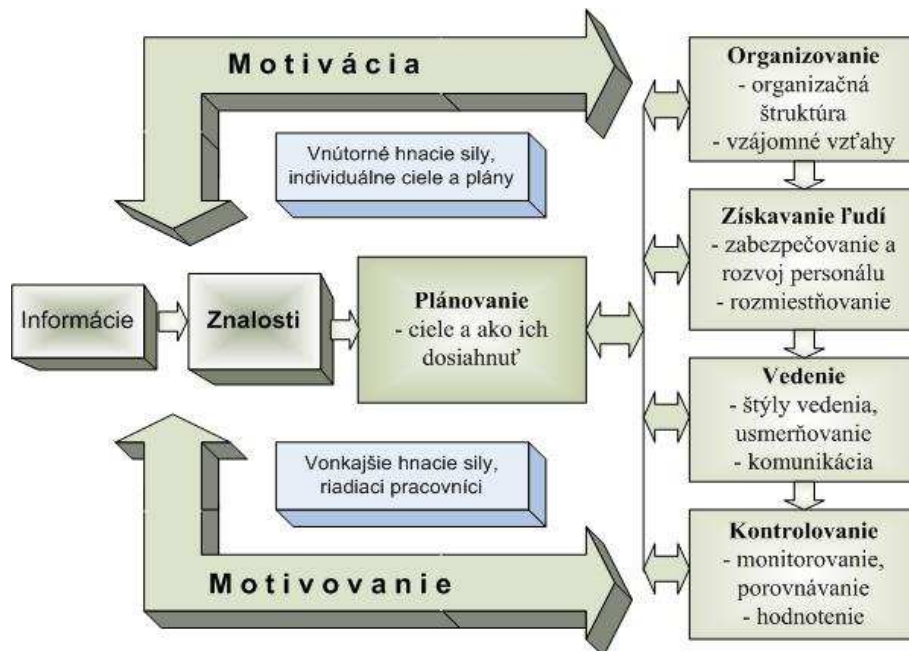 Motivácia
Vnútorné hnacie sily,
individuálne ciele a plány
Informácie
Znalosti
Plánovanie
- ciele a ako ich
dosiahnuť
Vonkajšie hnacie sily,
riadiaci pracovníci
Motivovanie
Organizovanie
- organizačná
štruktúra
- vzájomné vzťahy
Získavanie ľudí
- zabezpečovanie a
rozvoj personálu
- rozmiestňovanie
Vedenie
- štýly vedenia,
usmerňovanie
- komunikácia
Kontrolovanie
- monitorovanie,
porovnávanie
- hodnotenie